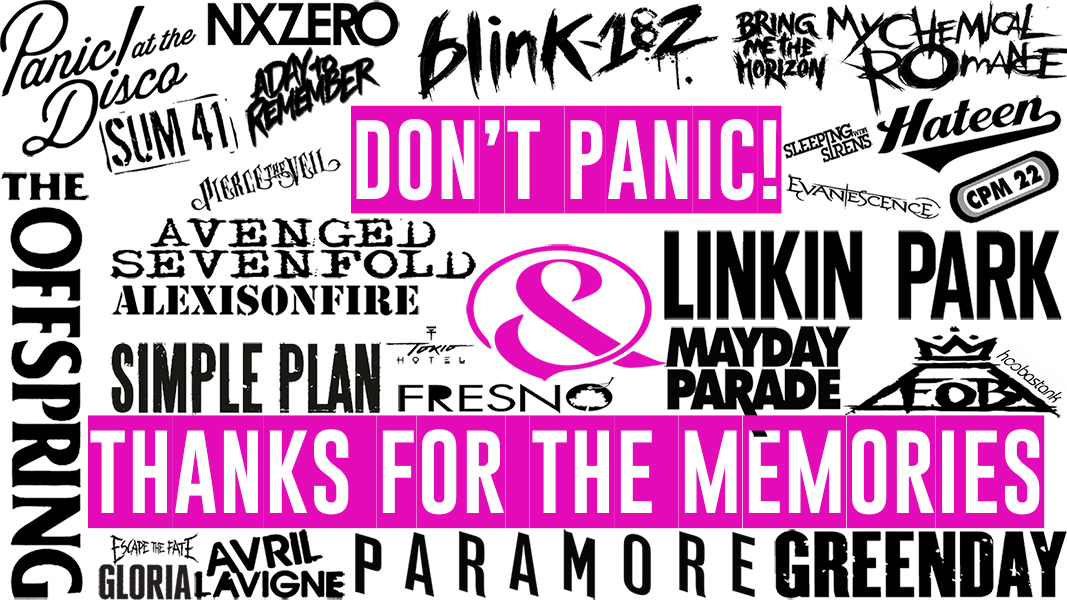 Panic! at the
Disco
NXZERO
A DAY TO
REMEMBER
blink-182
BRING
ME THE
HORIZON
MY CHEMICAL
ROMANCE
SUM 41
PIERCE THE VEIL
DON'T PANIC!
SLEEPING WITH
SIRENS
Hateen
EVANESCENCE
CPM 22
THE
OFFSPRING
AVENGED
SEVENFOLD
ALEXISONFIRE
&
LINKIN PARK
SIMPLE PLAN
TOKIO
HOTEL
FRESNO
MAYDAY
PARADE
FOB
hoobastank
THANKS FOR THE MEMORIES
ESCAPE THE FATE
GLORIA
AVRIL
LAVIGNE
PARAMORE
GREENDAY